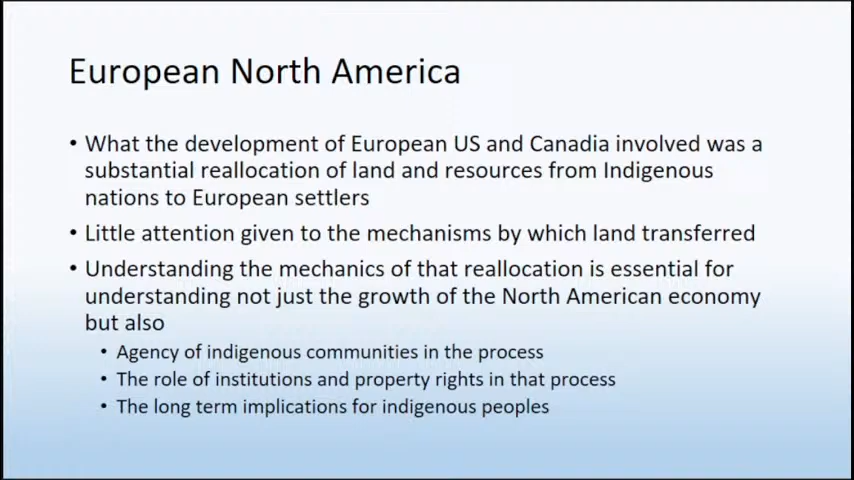 European North America
• What the development of European US and Canadia involved was a
substantial reallocation of land and resources from Indigenous
nations to European settlers
• Little attention given to the mechanisms by which land transferred
• Understanding the mechanics of that reallocation is essential for
understanding not just the growth of the North American economy
but also
• Agency of indigenous communities in the process
• The role of institutions and property rights in that process
• The long term implications for indigenous peoples